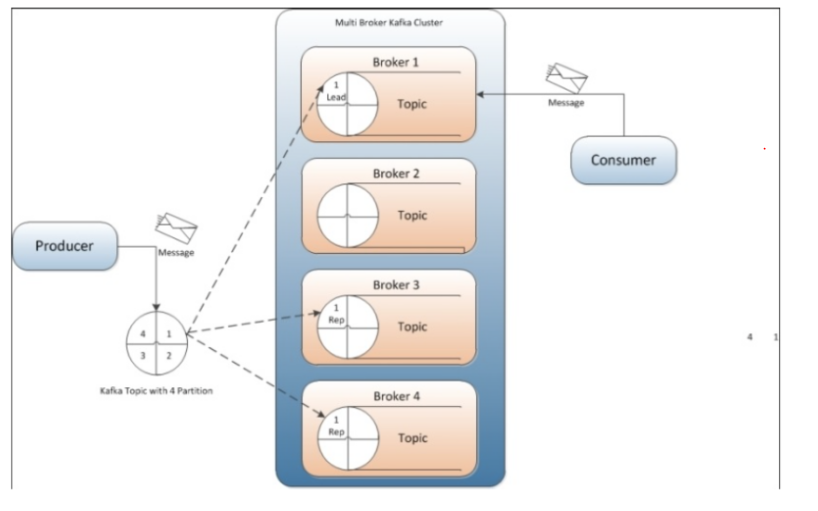 Multi Broker Kafka Cluster
Broker 1
1
Lead
Topic
Message
Consumer
Broker 2
Topic
Producer
Message
Broker 3
1
Rep
Topic
4 1
3 2
Kafka Topic with 4 Partition
Broker 4
1
Rep
Topic
4 1